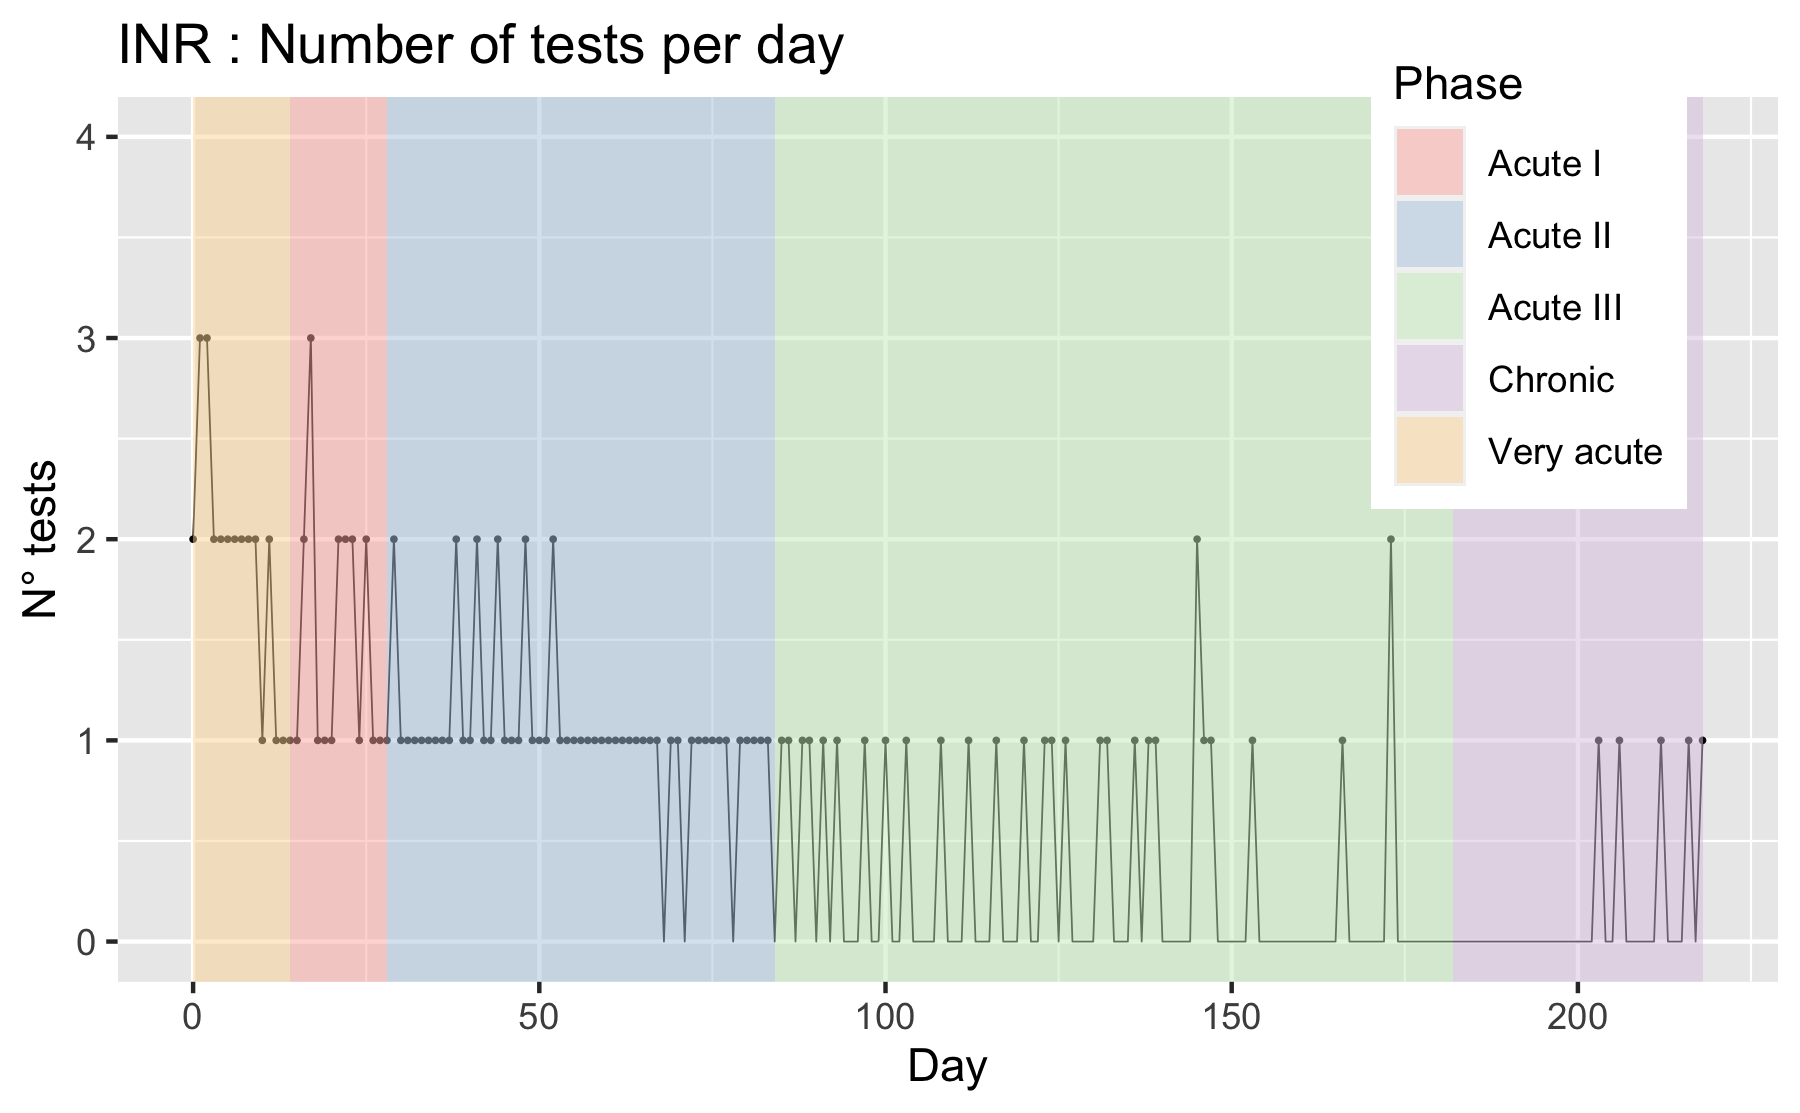 INR : Number of tests per day
Phase
Acute I
Acute II
Acute III
Chronic
Very acute
N° tests
4
3
2
1
0
0 50 100 150 200
Day